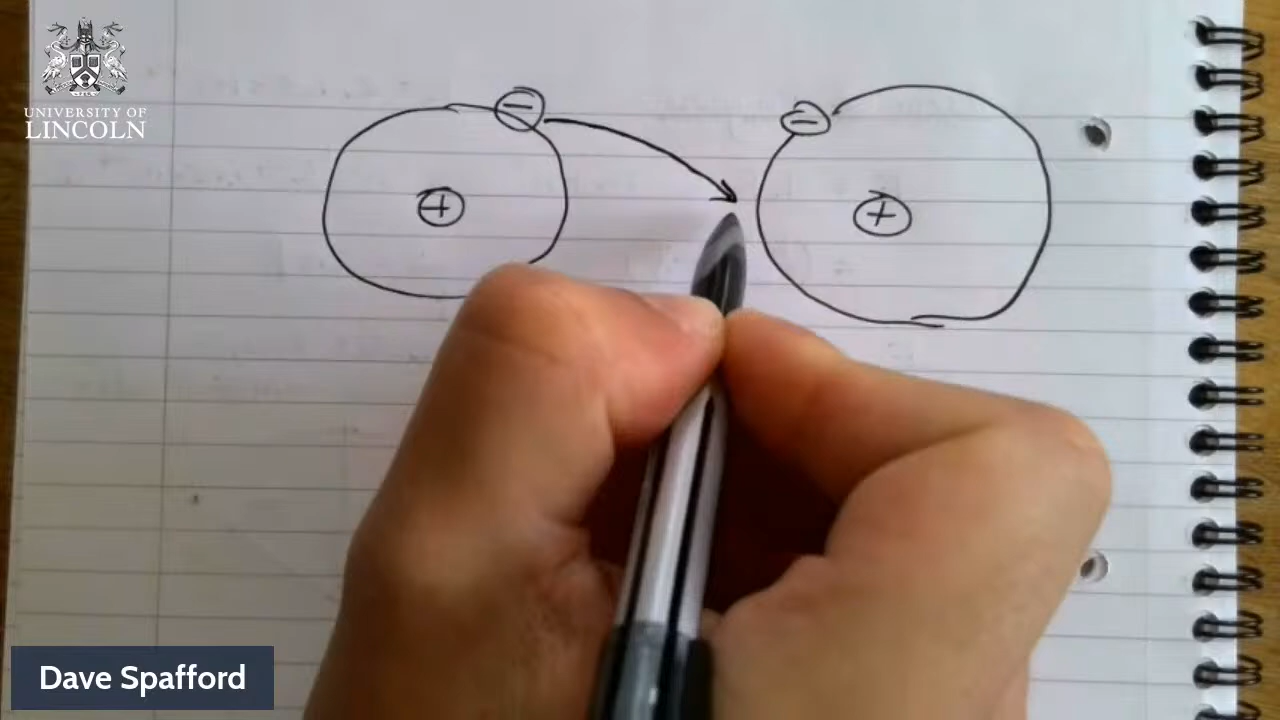 UNIVERSITY OF
LINCOLN
−
−
+
+
Dave Spafford